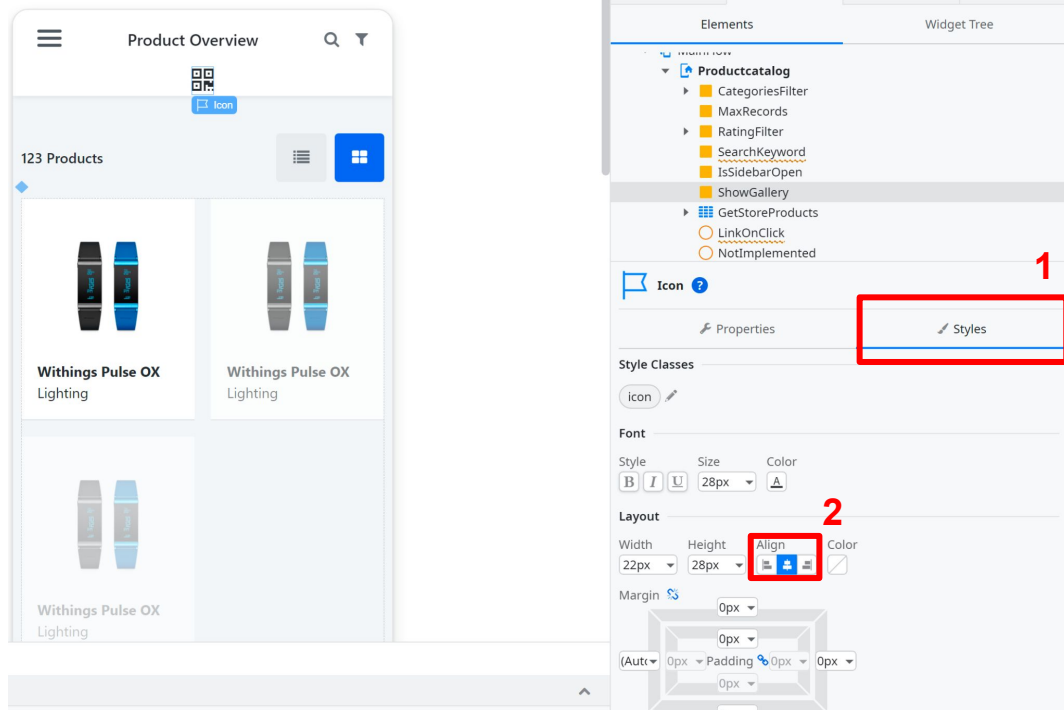 Product Overview
Icon
123 Products
Withings Pulse OX
Lighting
Withings Pulse OX
Lighting
Withings Pulse OX
Lighting
Elements
Widget Tree
MainFlow
Productcatalog
CategoriesFilter
MaxRecords
RatingFilter
SearchKeyword
IsSidebarOpen
ShowGallery
GetStoreProducts
LinkOnClick
NotImplemented
1
Icon ?
Properties
Styles
Style Classes
icon
Font
Style Size Color
B I U 28px A
Layout
2
Width Height Align Color
22px 28px
Margin
0px
0px
(Auto 0px Padding 0px 0px
0px